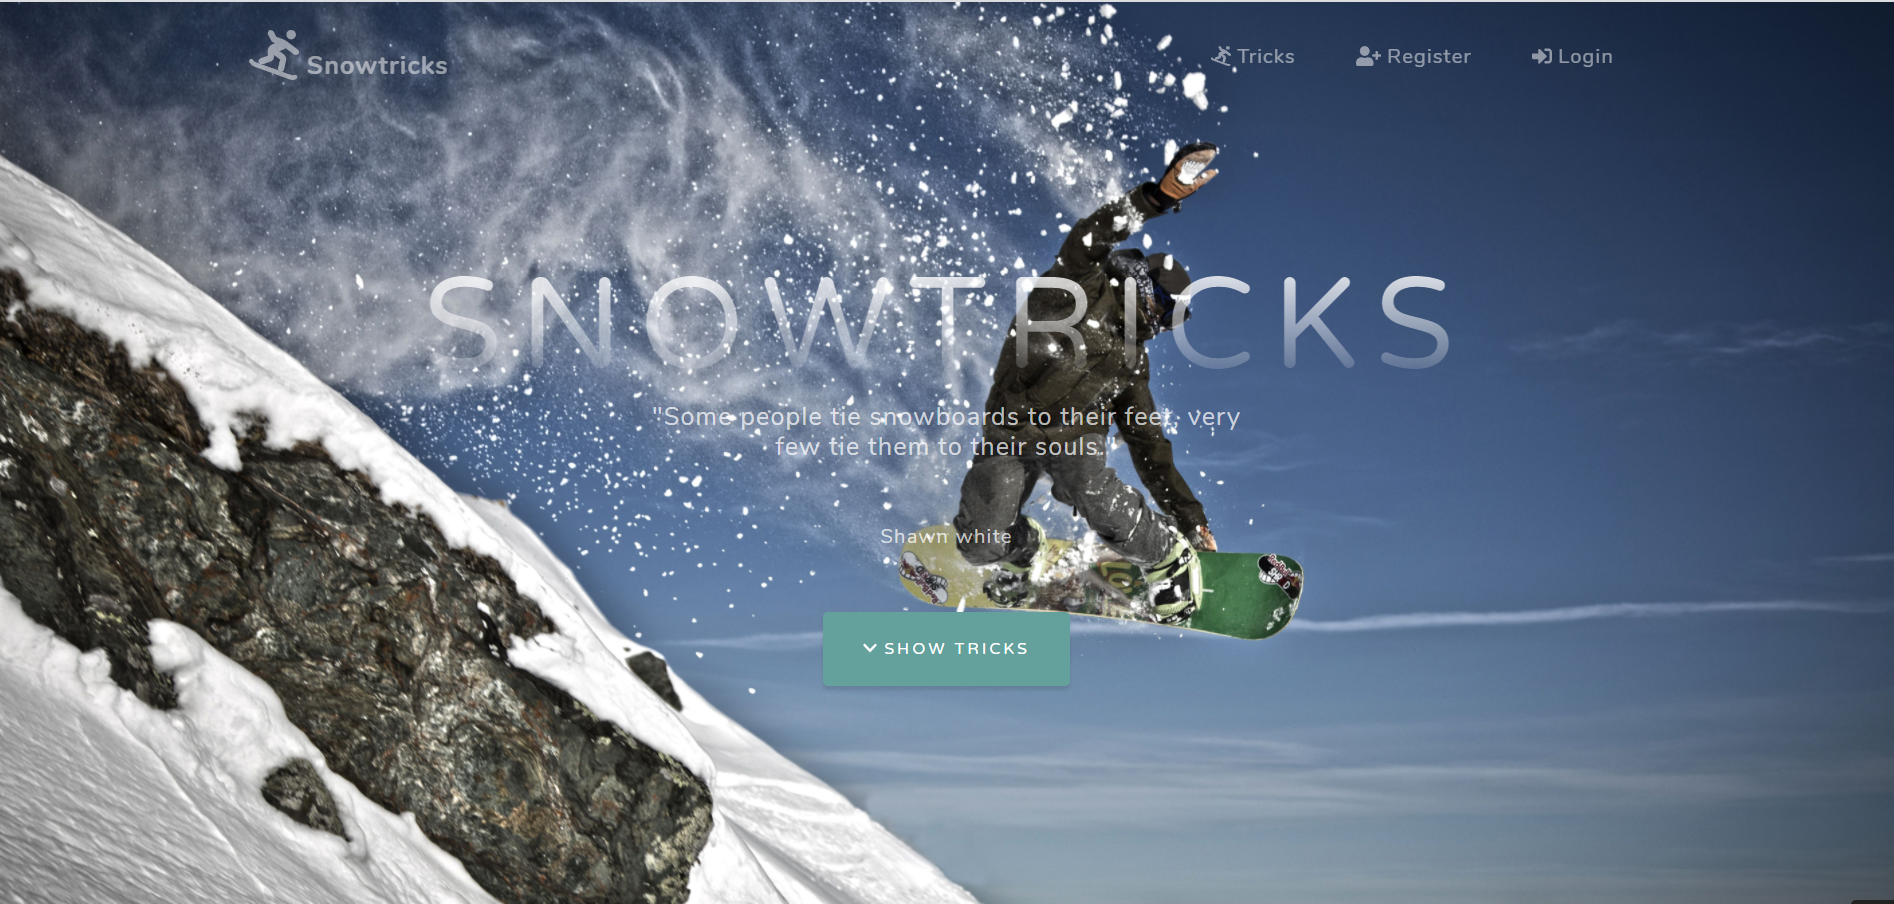 Snowtricks
Tricks
Register
Login
SNOWTRICKS
"Some people tie snowboards to their feet, very
few tie them to their souls."
Shawn white
SHOW TRICKS